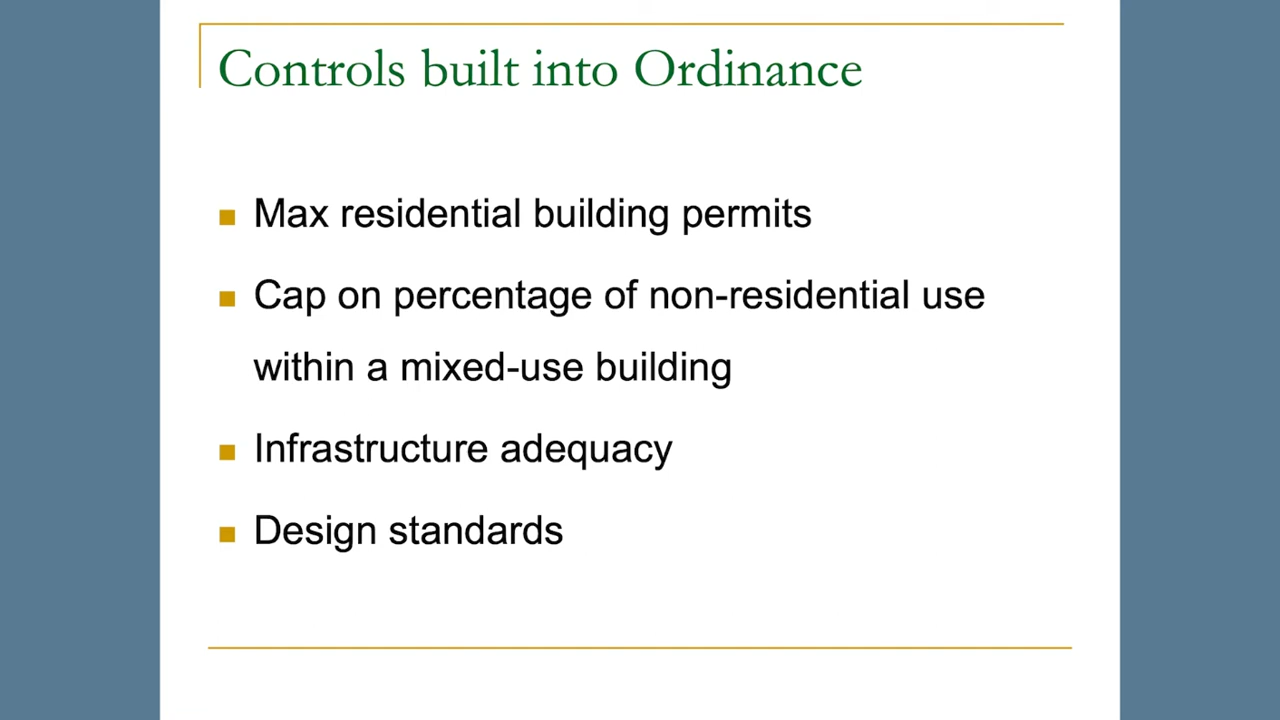 Controls built into Ordinance
Max residential building permits
Cap on percentage of non-residential use
within a mixed-use building
Infrastructure adequacy
Design standards